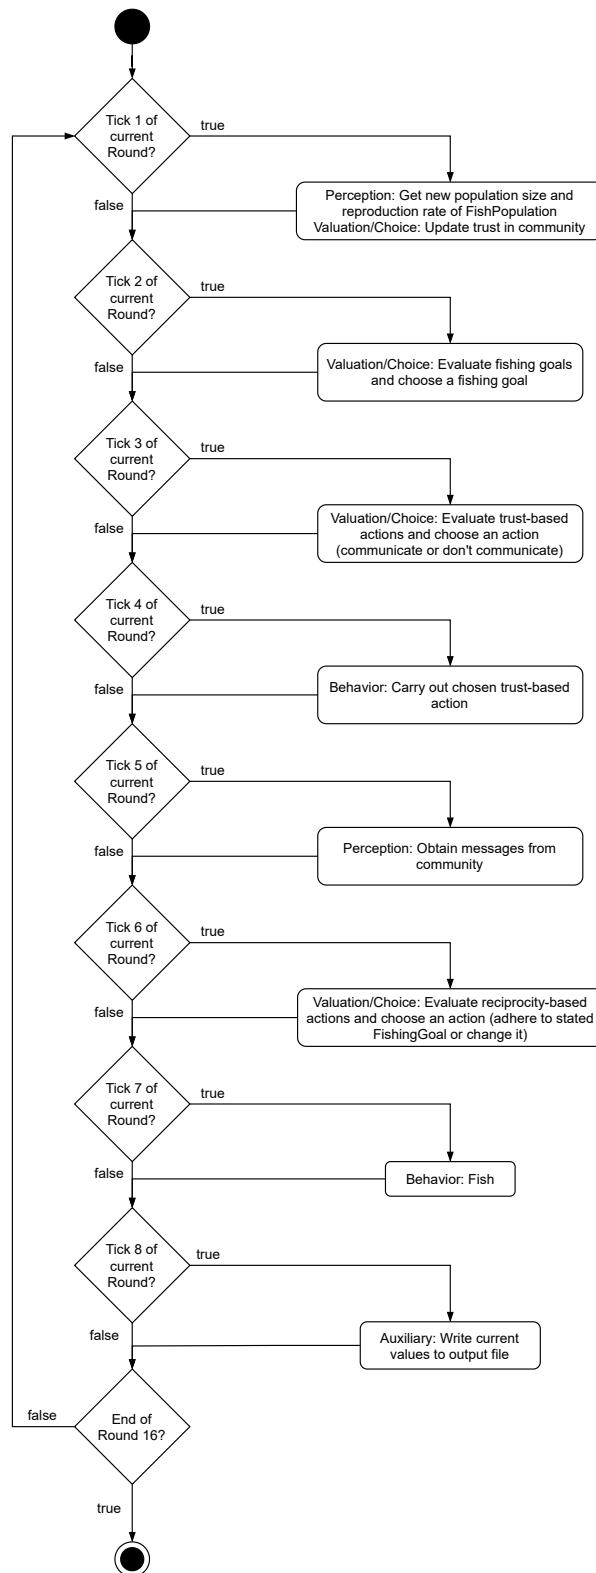 Tick 1 of
current
Round?
true
false
Perception: Get new population size and
reproduction rate of FishPopulation
Valuation/Choice: Update trust in community
Tick 2 of
current
Round?
true
false
Valuation/Choice: Evaluate fishing goals
and choose a fishing goal
Tick 3 of
current
Round?
true
false
Valuation/Choice: Evaluate trust-based
actions and choose an action
(communicate or don't communicate)
Tick 4 of
current
Round?
true
false
Behavior: Carry out chosen trust-based
action
Tick 5 of
current
Round?
true
false
Perception: Obtain messages from
community
Tick 6 of
current
Round?
true
false
Valuation/Choice: Evaluate reciprocity-based
actions and choose an action (adhere to stated
FishingGoal or change it)
Tick 7 of
current
Round?
true
false
Behavior: Fish
Tick 8 of
current
Round?
true
false
Auxiliary: Write current
values to output file
End of
Round 16?
false
true